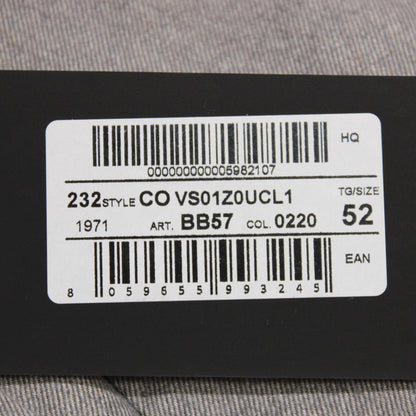 HQ
000000000005982107
232 STYLE CO VS01Z0UCL1 TG/SIZE
1971 ART. BB57 COL. 0220 52
EAN
8 059655 993245